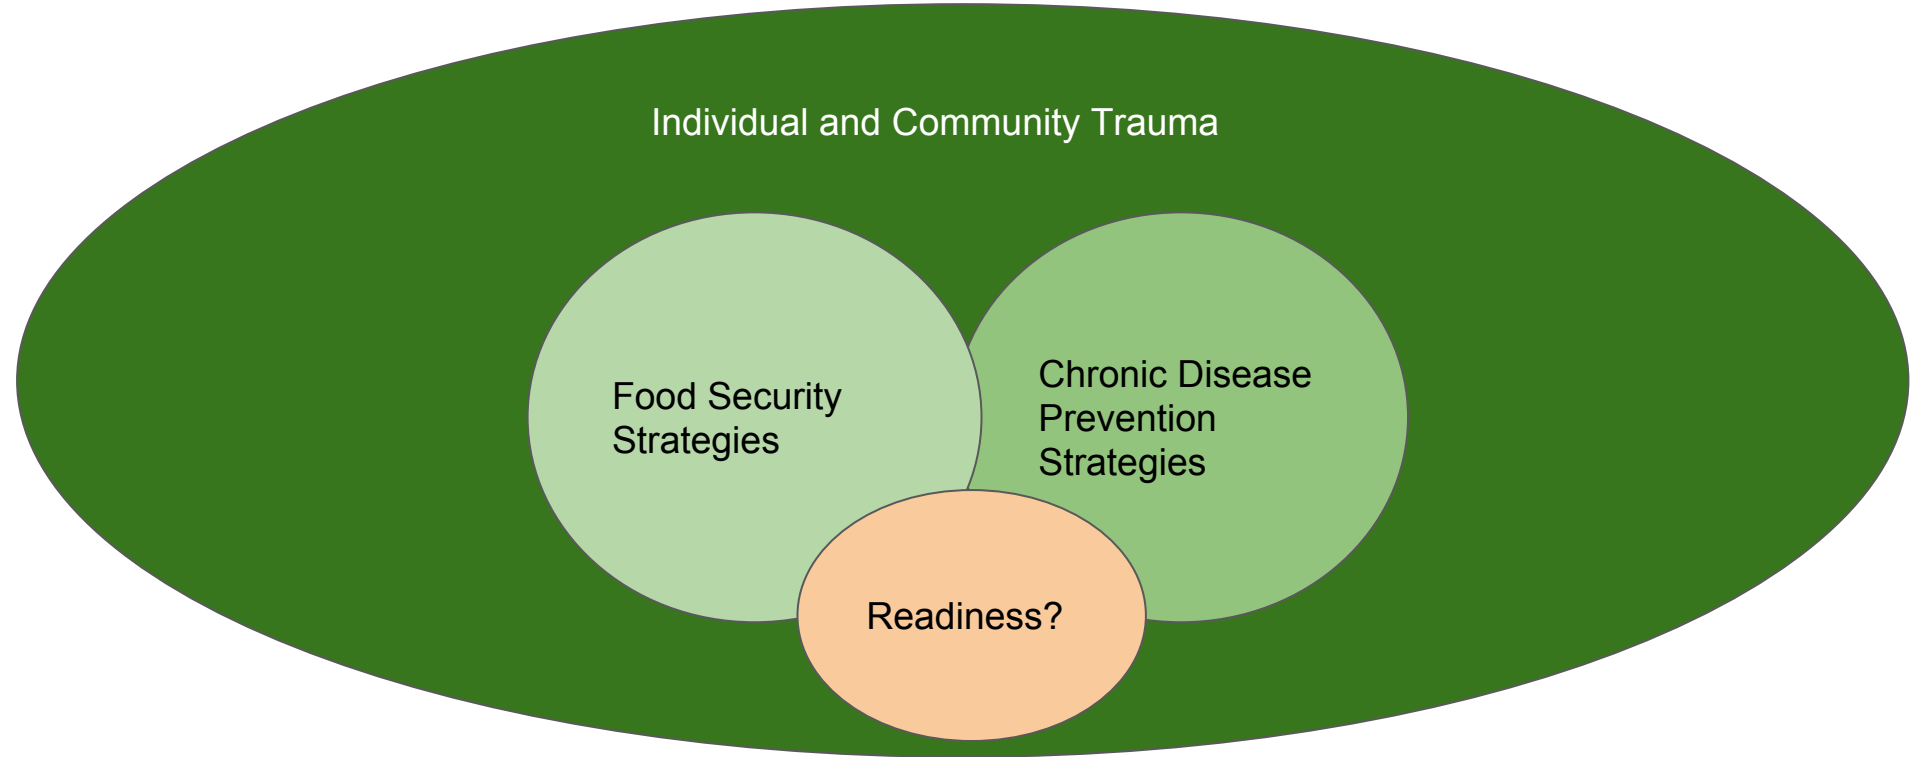 Individual and Community Trauma
Food Security
Strategies
Chronic Disease
Prevention
Strategies
Readiness?